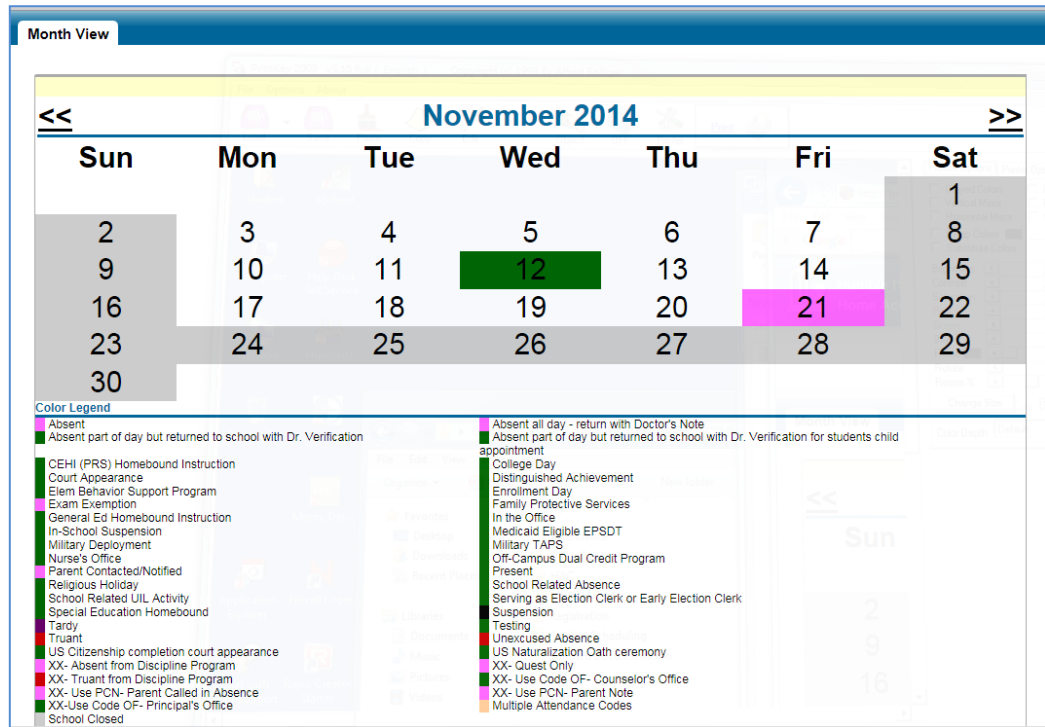 Month View
<< November 2014 >>
Sun Mon Tue Wed Thu Fri Sat
1
2 3 4 5 6 7 8
9 10 11 12 13 14 15
16 17 18 19 20 21 22
23 24 25 26 27 28 29
30
Color Legend
Absent
Absent all day - return with Doctor's Note
Absent part of day but returned to school with Dr. Verification
Absent part of day but returned to school with Dr. Verification for students child
appointment
CEHI (PRS) Homebound Instruction
College Day
Court Appearance
Distinguished Achievement
Elem Behavior Support Program
Enrollment Day
Exam Exemption
Family Protective Services
General Ed Homebound Instruction
In the Office
In-School Suspension
Medicaid Eligible EPSDT
Military Deployment
Military TAPS
Nurse's Office
Off-Campus Dual Credit Program
Parent Contacted/Notified
Present
Religious Holiday
School Related Absence
School Related UIL Activity
Serving as Election Clerk or Early Election Clerk
Special Education Homebound
Suspension
Tardy
Testing
Truant
Unexcused Absence
US Citizenship completion court appearance
US Naturalization Oath ceremony
XX- Absent from Discipline Program
XX- Quest Only
XX- Truant from Discipline Program
XX- Use Code OF- Counselor's Office
XX- Use PCN- Parent Called in Absence
XX- Use PCN- Parent Note
XX-Use Code OF- Principal's Office
Multiple Attendance Codes
School Closed